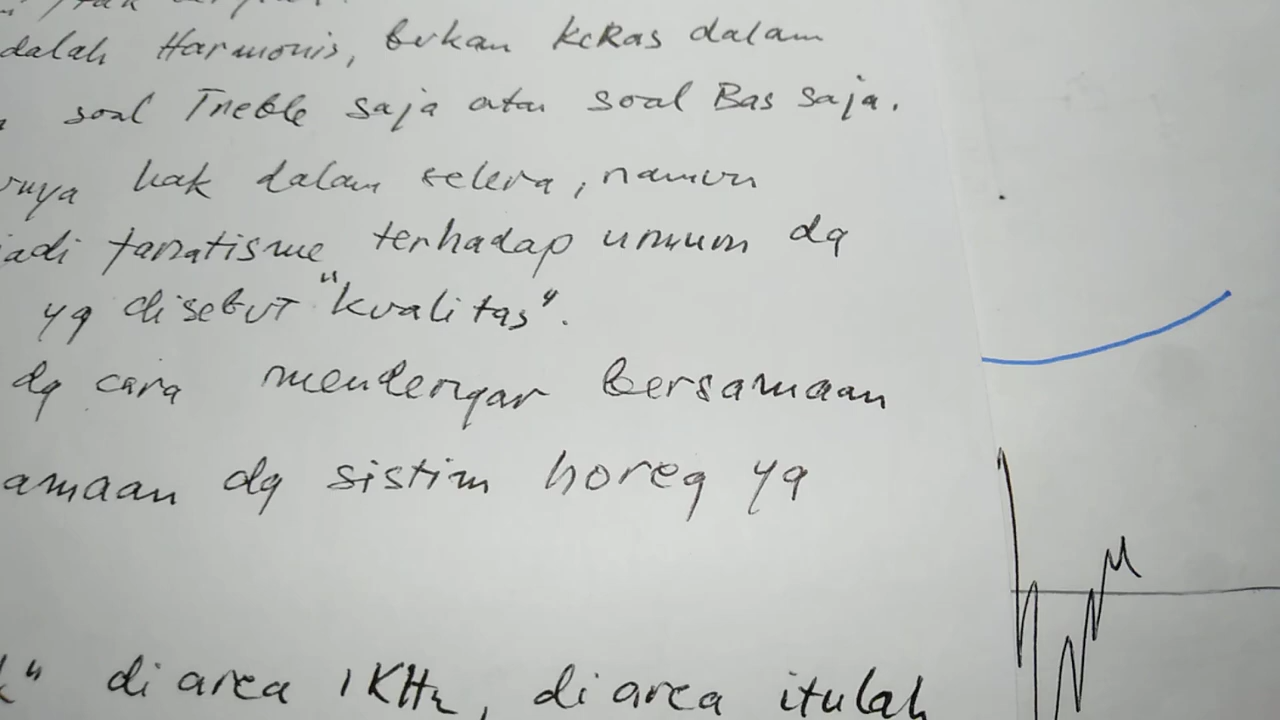 dalah Harmonis, bukan keRas dalam
soal Treble saja atau soal Bas saja.
hak dalam selera, namun
jadi fanatisme terhadap umum dg
yg disebut "kualitas".
dg cara mendengar bersamaan
amaan dg sistim horeg yg
" di area 1KHz, di area itulah